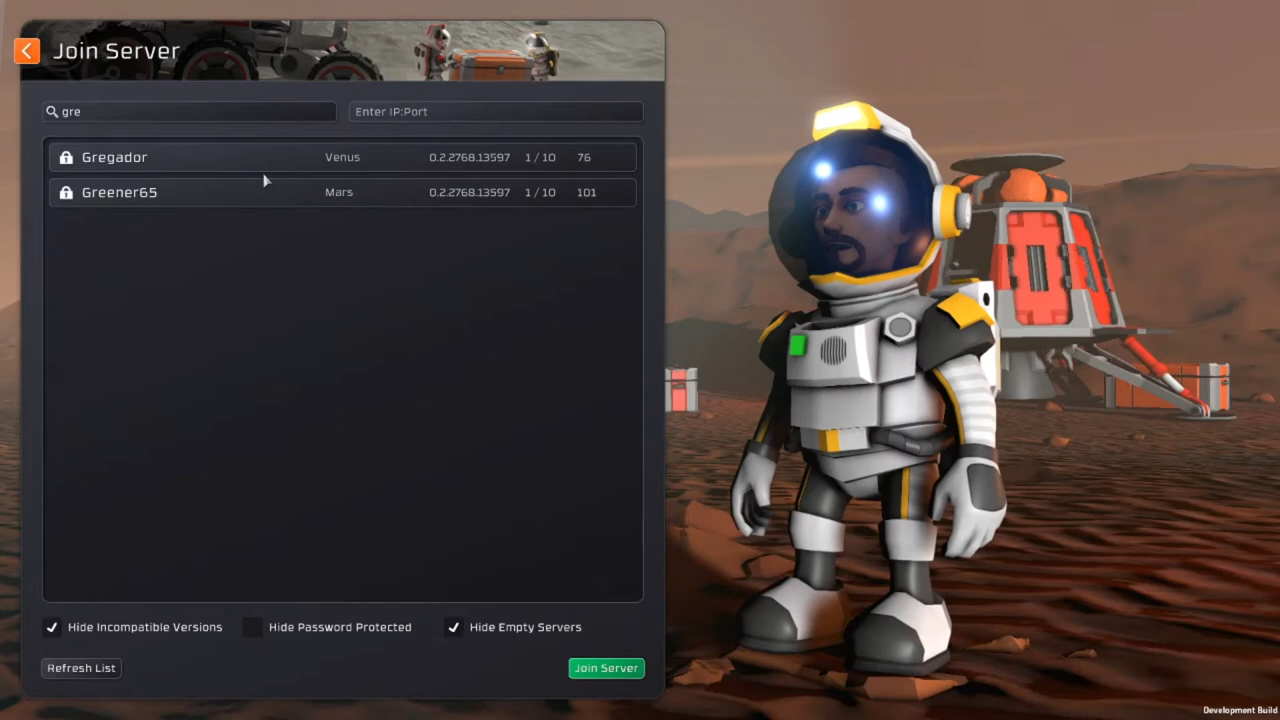 Join Server
gre
Enter IP:Port
Gregador Venus 0.2.2768.13597 1 / 10 76
Greener65 Mars 0.2.2768.13597 1 / 10 101
Hide Incompatible Versions Hide Password Protected Hide Empty Servers
Refresh List Join Server
Development Build